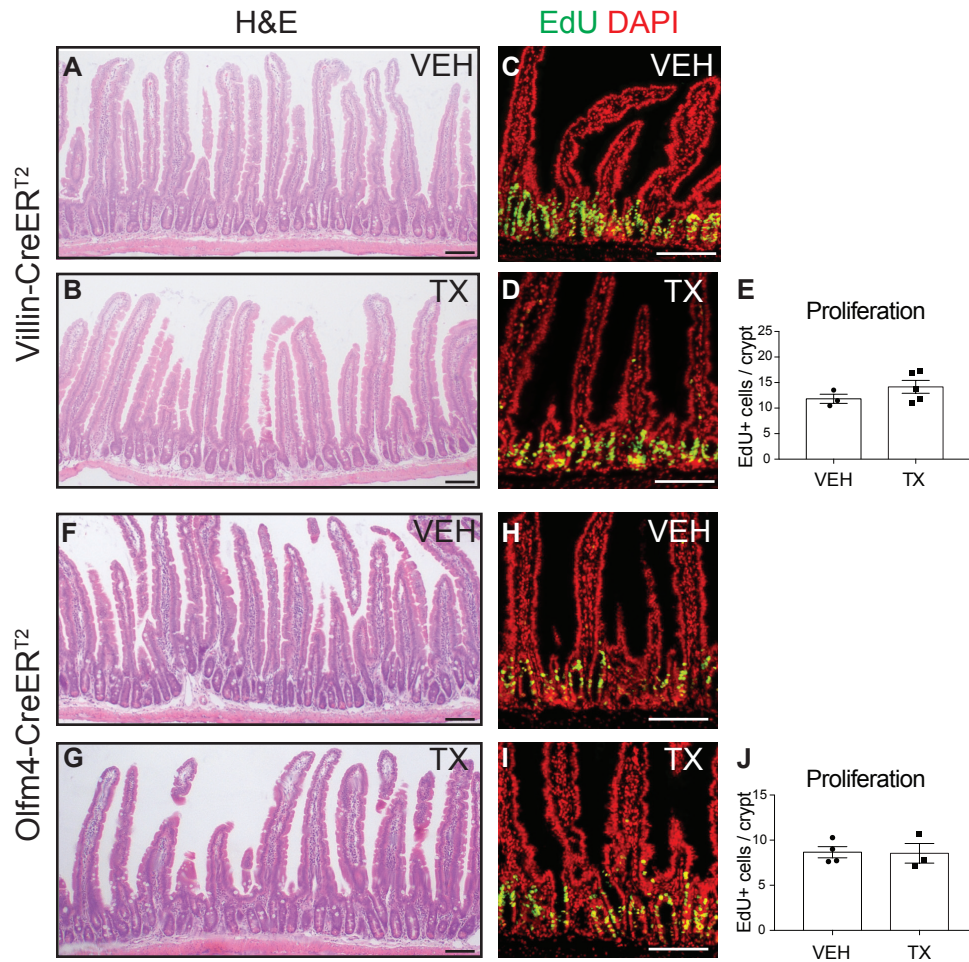 H&E
EdU DAPI
Villin-CreER^T2
A
VEH
C
VEH
B
TX
D
TX
E
Proliferation
EdU+ cells / crypt
25
20
15
10
5
0
VEH
TX
Olfm4-CreER^T2
F
VEH
H
VEH
G
TX
I
TX
J
Proliferation
EdU+ cells / crypt
15
10
5
0
VEH
TX